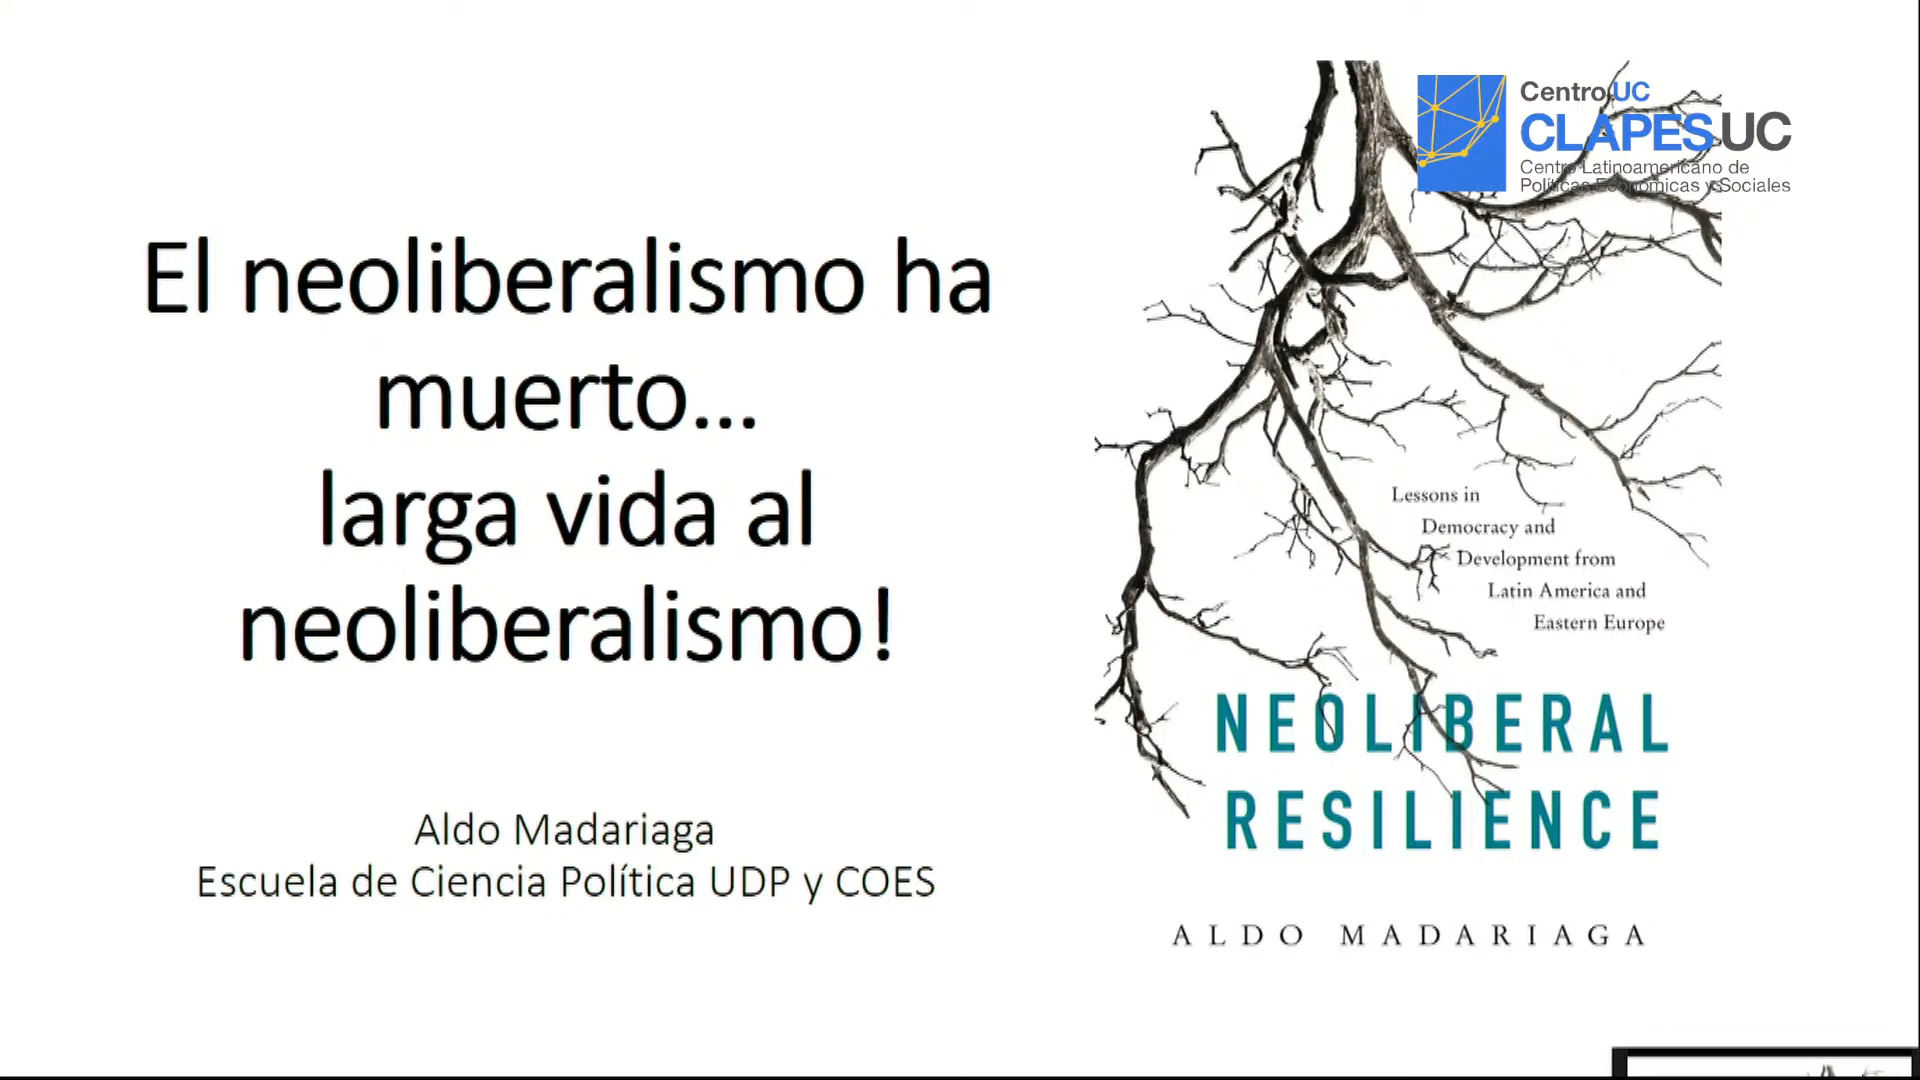 El neoliberalismo ha
muerto...
larga vida al
neoliberalismo!
Aldo Madariaga
Escuela de Ciencia Política UDP y COES
Centro UC
CLAPES UC
Centro Latinoamericano de
Políticas Económicas y Sociales
Lessons in
Democracy and
Development from
Latin America and
Eastern Europe
NEOLIBERAL
RESILIENCE
ALDO MADARIAGA